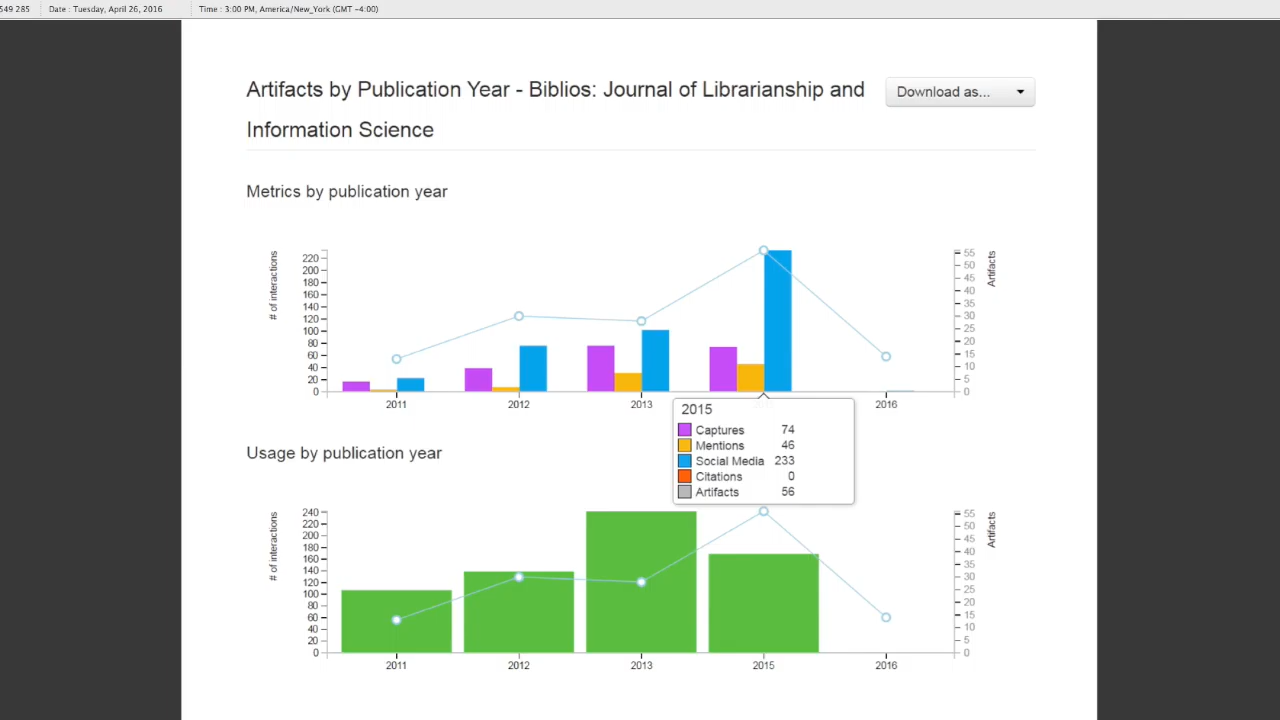 549 285 Date : Tuesday, April 26, 2016 Time : 3:00 PM, America/New_York (GMT -4:00)
Artifacts by Publication Year - Biblios: Journal of Librarianship and
Information Science
Download as...
Metrics by publication year
# of interactions
220
200
180
160
140
120
100
80
60
40
20
0
55
50
45
40
35
30
25
20
15
10
5
0
Artifacts
2011 2012 2013 2016
2015
Captures 74
Mentions 46
Social Media 233
Citations 0
Artifacts 56
Usage by publication year
# of interactions
240
220
200
180
160
140
120
100
80
60
40
20
0
55
50
45
40
35
30
25
20
15
10
5
0
Artifacts
2011 2012 2013 2015 2016